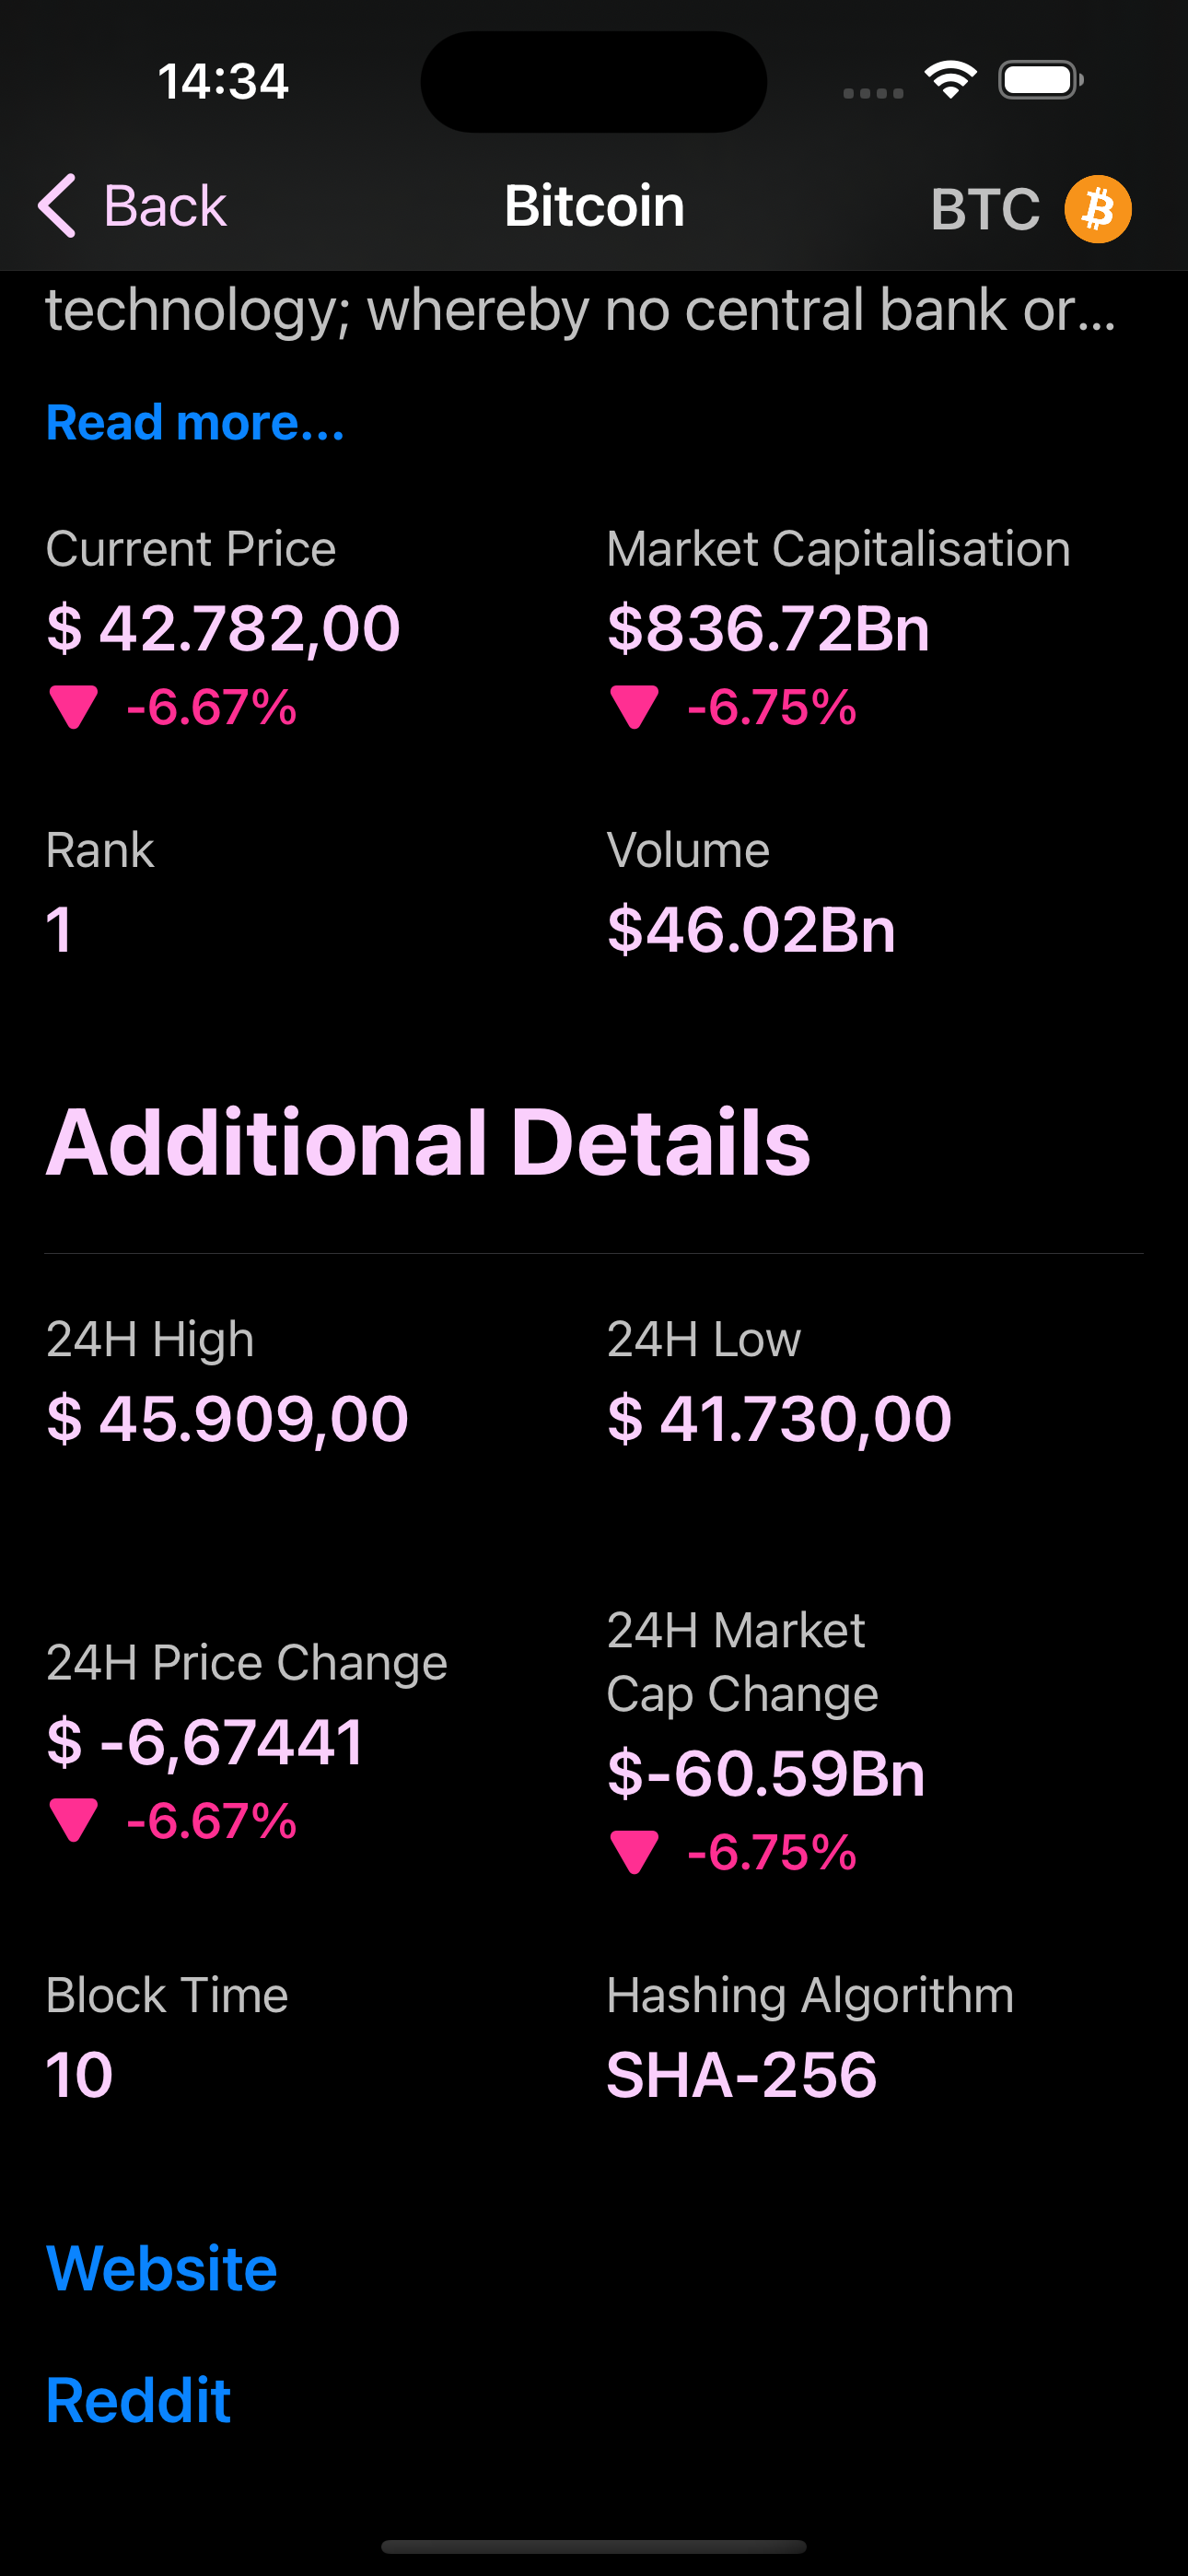 14:34
Back
Bitcoin
BTC
technology; whereby no central bank or...
Read more...
Current Price
Market Capitalisation
$ 42.782,00
$836.72Bn
-6.67%
-6.75%
Rank
Volume
1
$46.02Bn
Additional Details
24H High
24H Low
$ 45.909,00
$ 41.730,00
24H Price Change
24H Market
Cap Change
$ -6,67441
$-60.59Bn
-6.67%
-6.75%
Block Time
Hashing Algorithm
10
SHA-256
Website
Reddit